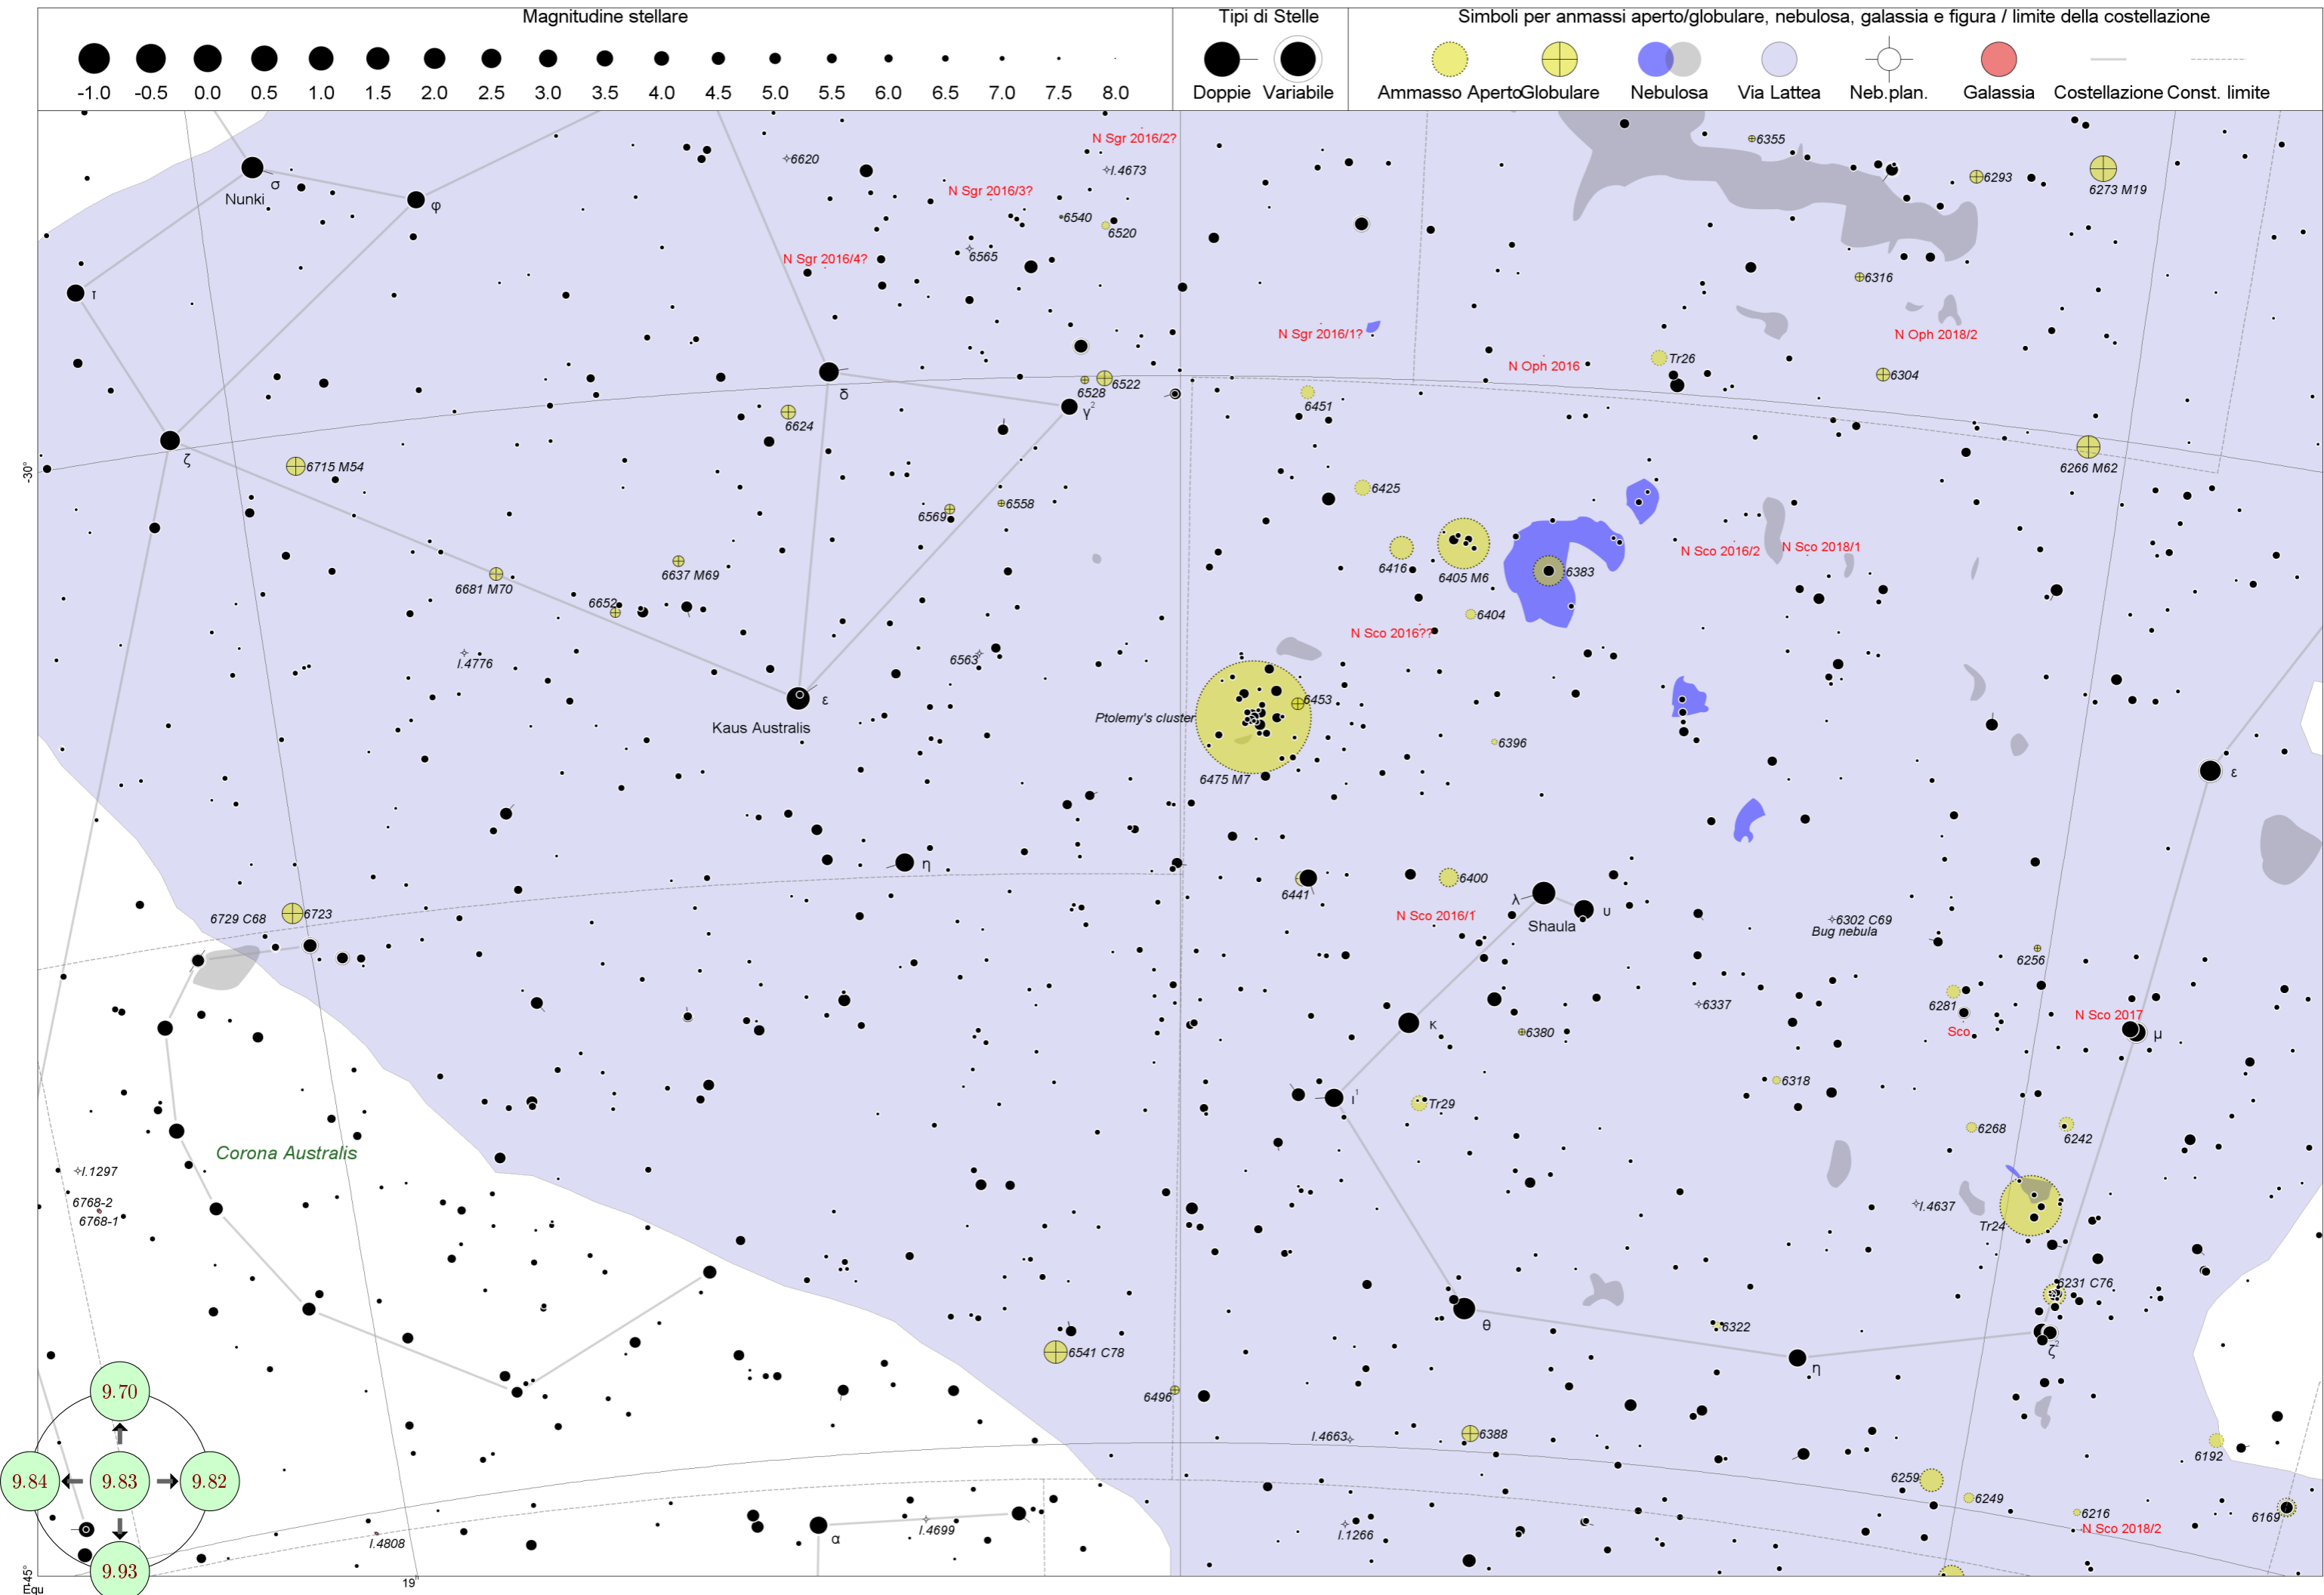 Magnitudine stellare
Tipi di Stelle
Simboli per anmassi aperto/globulare, nebulosa, galassia e figura / limite della costellazione
-1.0 -0.5 0.0 0.5 1.0 1.5 2.0 2.5 3.0 3.5 4.0 4.5 5.0 5.5 6.0 6.5 7.0 7.5 8.0
Doppie Variabile
Ammasso Aperto Globulare Nebulosa Via Lattea Neb.plan. Galassia Costellazione Const. limite
N Sgr 2016/2?
6355
6620
I.4673
6293
6273 M19
σ
Nunki
φ
N Sgr 2016/3?
6540
6520
6565
N Sgr 2016/4?
6316
τ
N Sgr 2016/1?
N Oph 2018/2
N Oph 2016
Tr26
6304
6522
6528
δ
γ2
6451
6624
ζ
6715 M54
6266 M62
-30°
6425
6558
6569
N Sco 2016/2
N Sco 2018/1
6416
6405 M6
6383
6637 M69
6681 M70
6652
6404
N Sco 2016??
I.4776
6563
6453
ε
Kaus Australis
Ptolemy's cluster
6396
6475 M7
ε
η
6441
6400
λ
υ
Shaula
N Sco 2016/1
6729 C68
6723
6302 C69
Bug nebula
6256
6281
6337
N Sco 2017
Sco
κ
6380
μ
6318
ι1
Tr29
6268
6242
Corona Australis
I.1297
6768-2
6768-1
I.4637
Tr24
6231 C76
θ
6322
ζ2
η
6541 C78
6496
6388
I.4663
6192
9.70
9.84 9.83 9.82
9.93
6259
6249
6216
6169
N Sco 2018/2
α
I.4699
I.1266
I.4808
-45°
Equ
19h